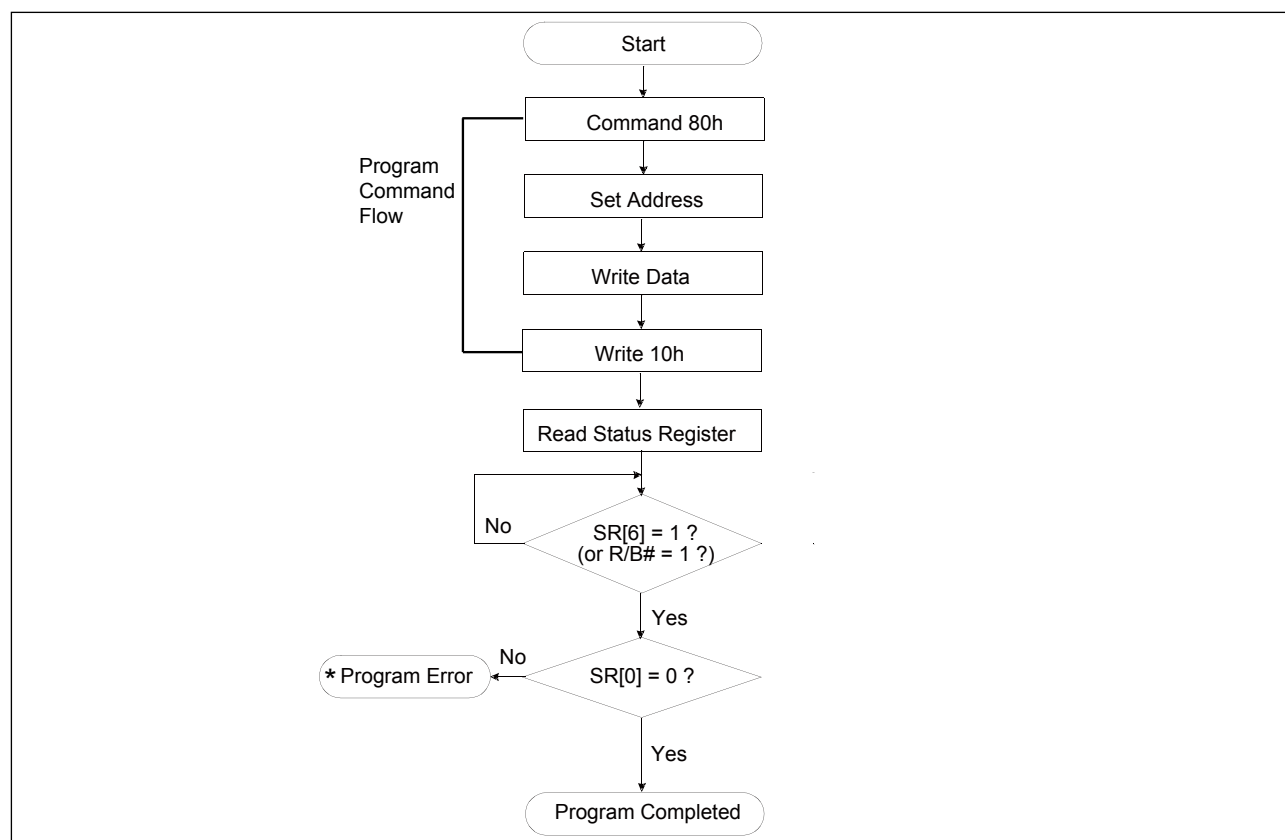 Start
Command 80h
Program
Command
Flow
Set Address
Write Data
Write 10h
Read Status Register
No
SR[6] = 1 ?
(or R/B# = 1 ?)
Yes
No
* Program Error
SR[0] = 0 ?
Yes
Program Completed